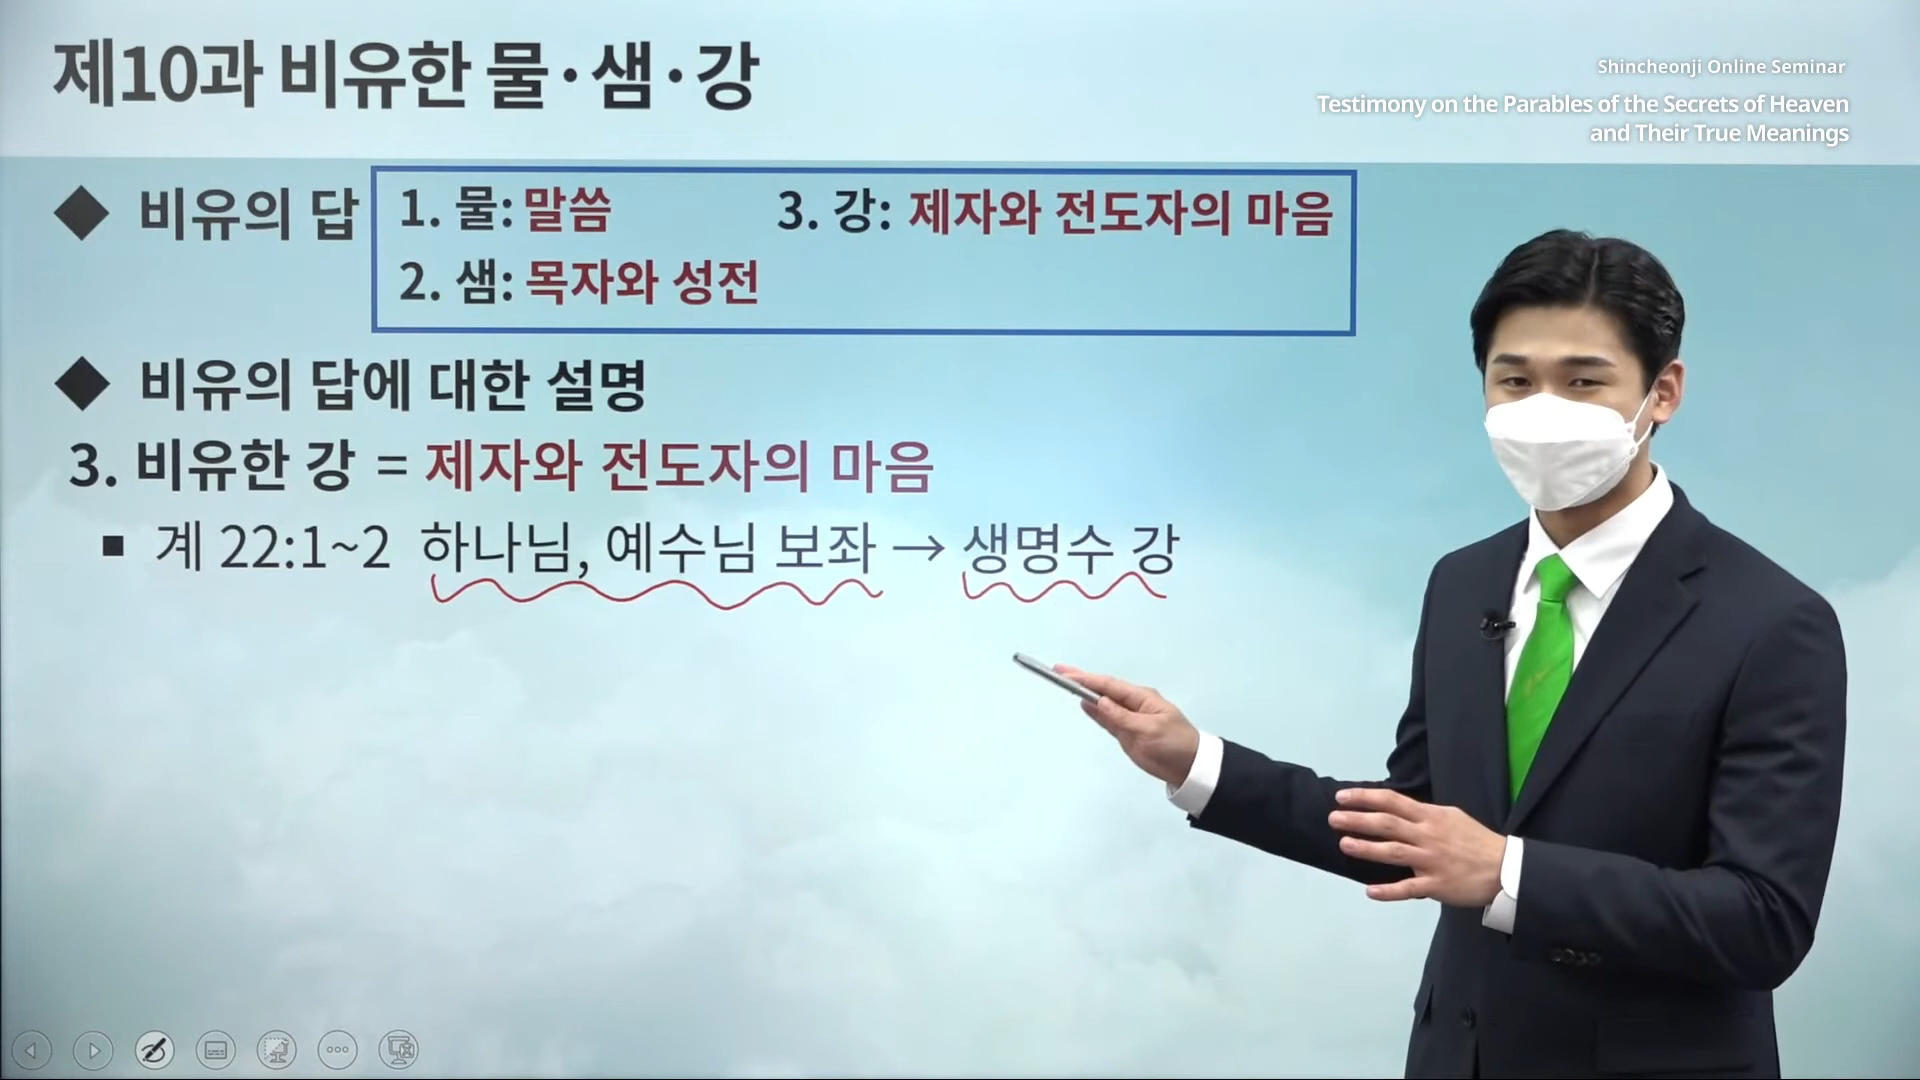 제10과 비유한 물·샘·강
Shincheonji Online Seminar
Testimony on the Parables of the Secrets of Heaven
and Their True Meanings
◆ 비유의 답
1. 물: 말씀
3. 강: 제자와 전도자의 마음
2. 샘: 목자와 성전
◆ 비유의 답에 대한 설명
3. 비유한 강 = 제자와 전도자의 마음
■ 계 22:1~2 하나님, 예수님 보좌 → 생명수 강